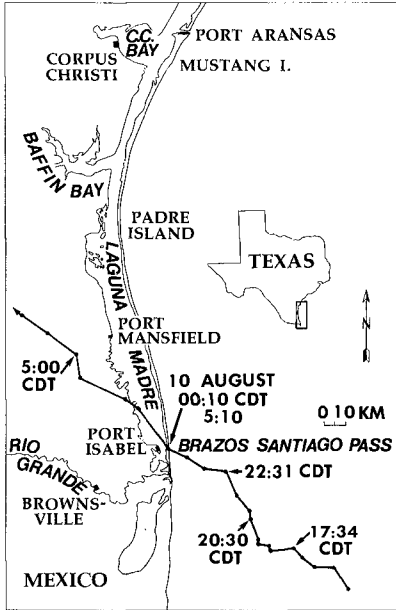 C.C.
BAY
PORT ARANSAS
CORPUS
CHRISTI
MUSTANG I.
BAFFIN BAY
PADRE
ISLAND
LAGUNA
MADRE
TEXAS
PORT
MANSFIELD
N
5:00
CDT
10 AUGUST
00:10 CDT
5:10
0 10 KM
PORT
ISABEL
BRAZOS SANTIAGO PASS
RIO
GRANDE
22:31 CDT
BROWNS-
VILLE
20:30
CDT
17:34
CDT
MEXICO